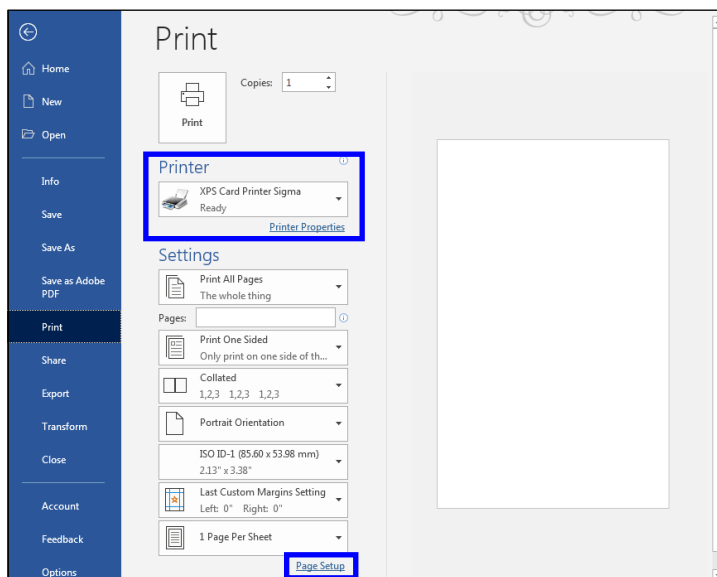 Print
Home
New
Open
Info
Save
Save As
Save as Adobe
PDF
Print
Share
Export
Transform
Close
Account
Feedback
Options
Print
Copies: 1
Printer
XPS Card Printer Sigma
Ready
Printer Properties
Settings
Print All Pages
The whole thing
Pages:
Print One Sided
Only print on one side of th...
Collated
1,2,3 1,2,3 1,2,3
Portrait Orientation
ISO ID-1 (85.60 x 53.98 mm)
2.13" x 3.38"
Last Custom Margins Setting
Left: 0" Right: 0"
1 Page Per Sheet
Page Setup